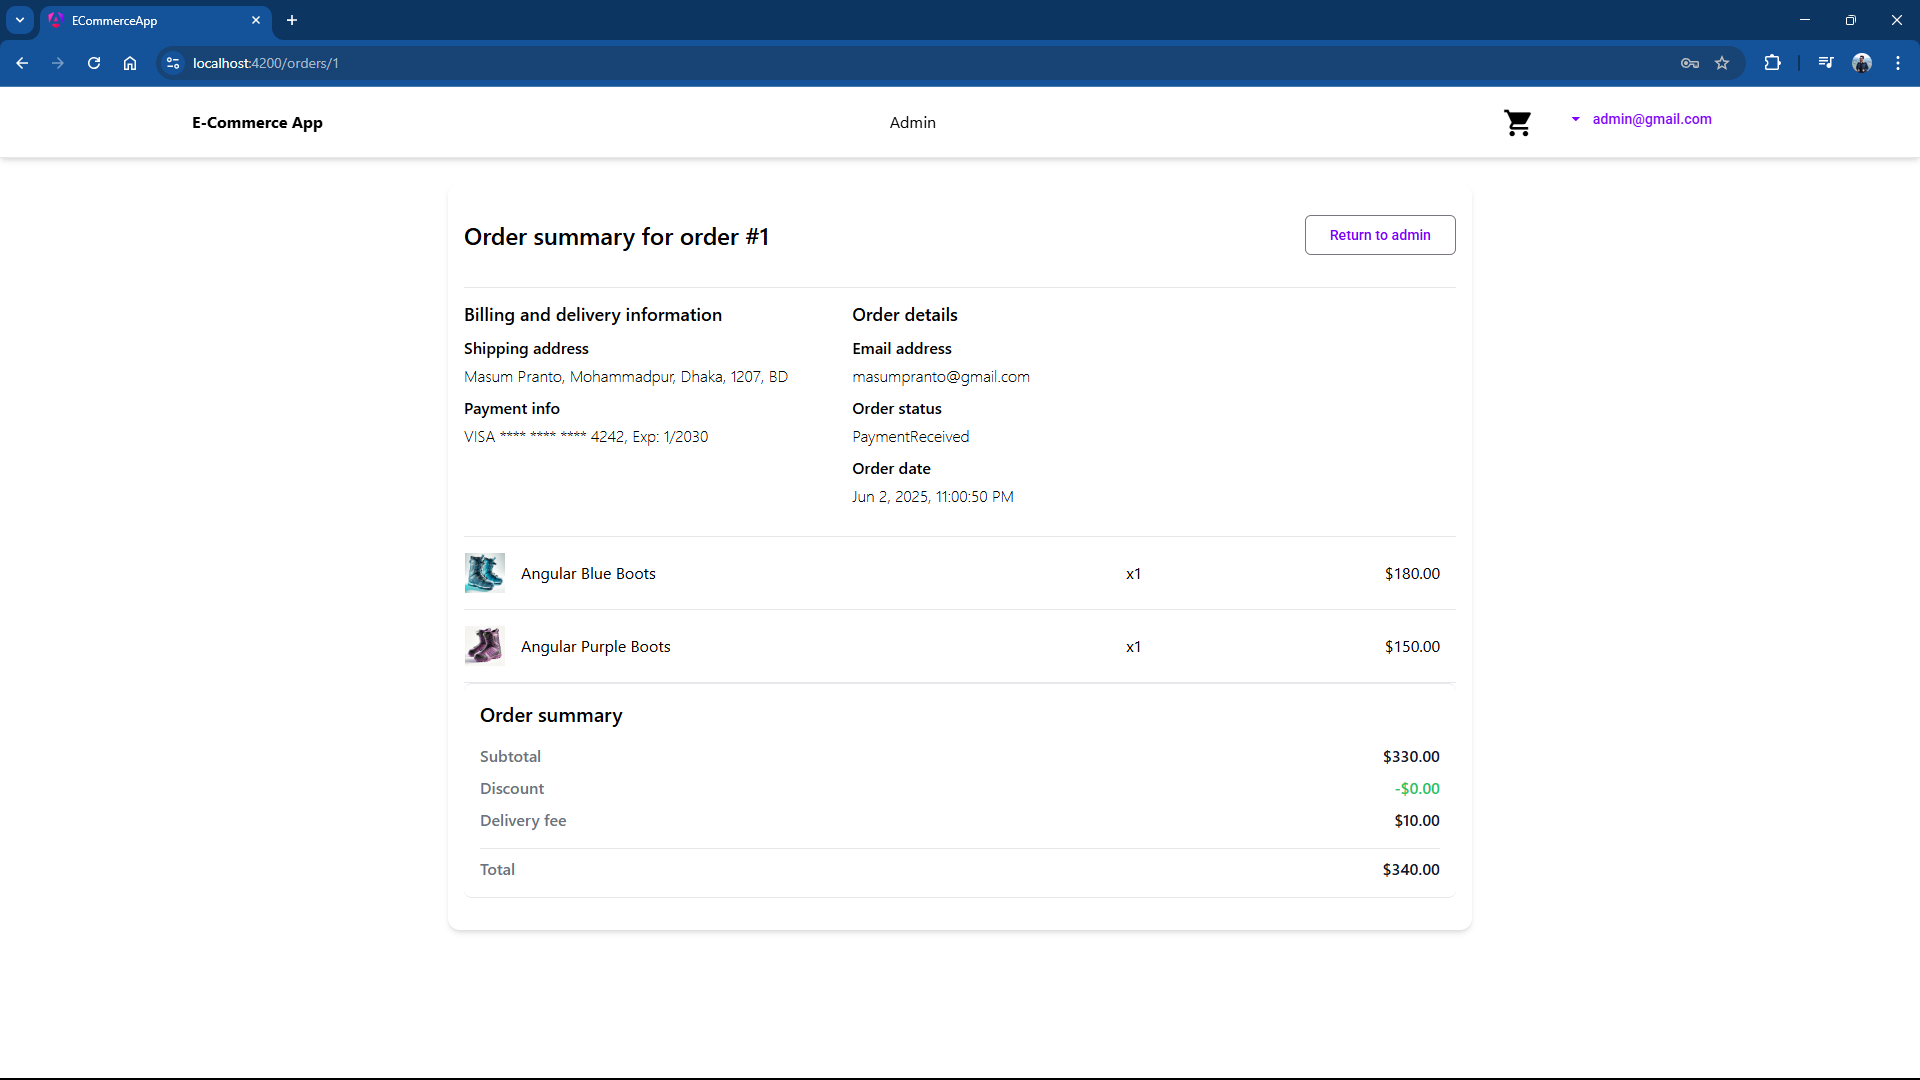 ECommerceApp
localhost:4200/orders/1
E-Commerce App
Admin
admin@gmail.com
Order summary for order #1
Return to admin
Billing and delivery information
Shipping address
Masum Pranto, Mohammadpur, Dhaka, 1207, BD
Payment info
VISA **** **** **** 4242, Exp: 1/2030
Order details
Email address
masumpranto@gmail.com
Order status
PaymentReceived
Order date
Jun 2, 2025, 11:00:50 PM
Angular Blue Boots x1 $180.00
Angular Purple Boots x1 $150.00
Order summary
Subtotal $330.00
Discount -$0.00
Delivery fee $10.00
Total $340.00